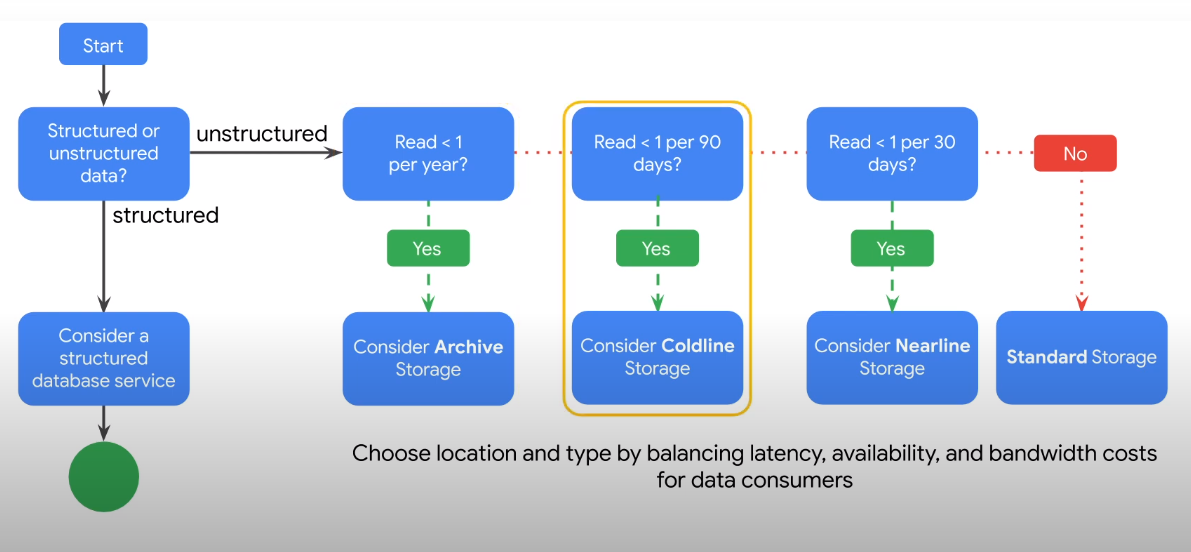 Start
Structured or
unstructured
data?
unstructured
Read < 1
per year?
Read < 1 per 90
days?
Read < 1 per 30
days?
No
structured
Yes
Yes
Yes
Consider a
structured
database service
Consider Archive
Storage
Consider Coldline
Storage
Consider Nearline
Storage
Standard Storage
Choose location and type by balancing latency, availability, and bandwidth costs
for data consumers